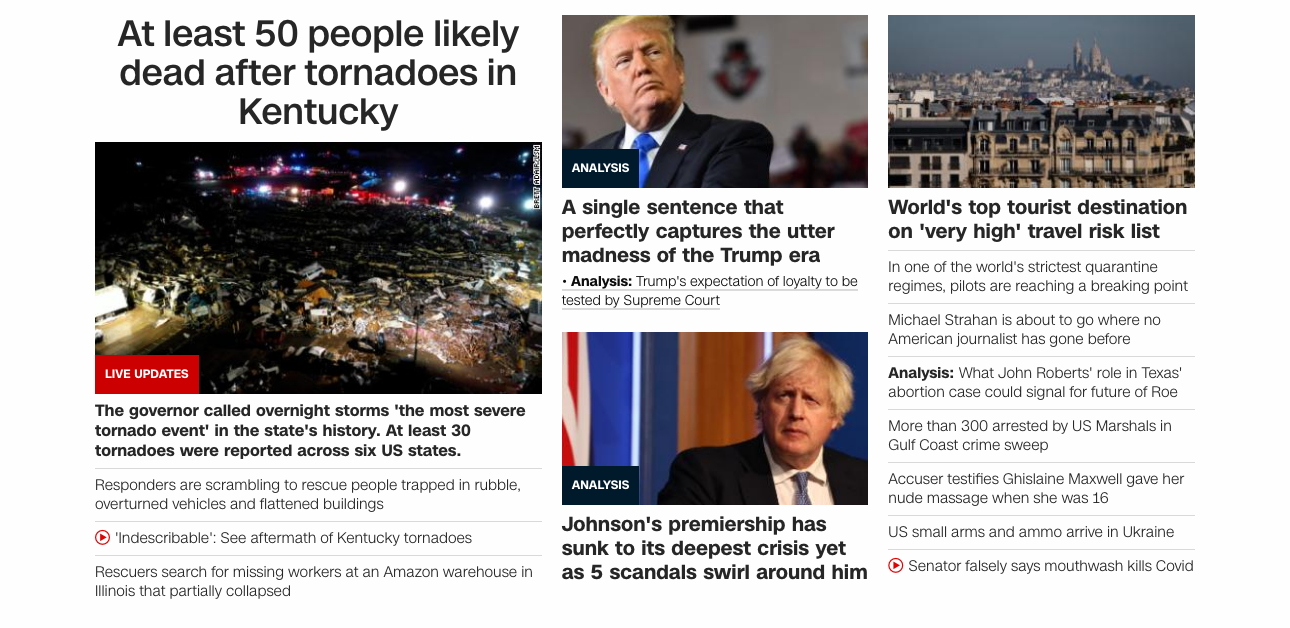 At least 50 people likely
dead after tornadoes in
Kentucky
BRETT ADAIR/LSM
LIVE UPDATES
The governor called overnight storms 'the most severe
tornado event' in the state's history. At least 30
tornadoes were reported across six US states.
Responders are scrambling to rescue people trapped in rubble,
overturned vehicles and flattened buildings
'Indescribable': See aftermath of Kentucky tornadoes
Rescuers search for missing workers at an Amazon warehouse in
Illinois that partially collapsed
ANALYSIS
A single sentence that
perfectly captures the utter
madness of the Trump era
• Analysis: Trump's expectation of loyalty to be
tested by Supreme Court
ANALYSIS
Johnson's premiership has
sunk to its deepest crisis yet
as 5 scandals swirl around him
World's top tourist destination
on 'very high' travel risk list
In one of the world's strictest quarantine
regimes, pilots are reaching a breaking point
Michael Strahan is about to go where no
American journalist has gone before
Analysis: What John Roberts' role in Texas'
abortion case could signal for future of Roe
More than 300 arrested by US Marshals in
Gulf Coast crime sweep
Accuser testifies Ghislaine Maxwell gave her
nude massage when she was 16
US small arms and ammo arrive in Ukraine
Senator falsely says mouthwash kills Covid